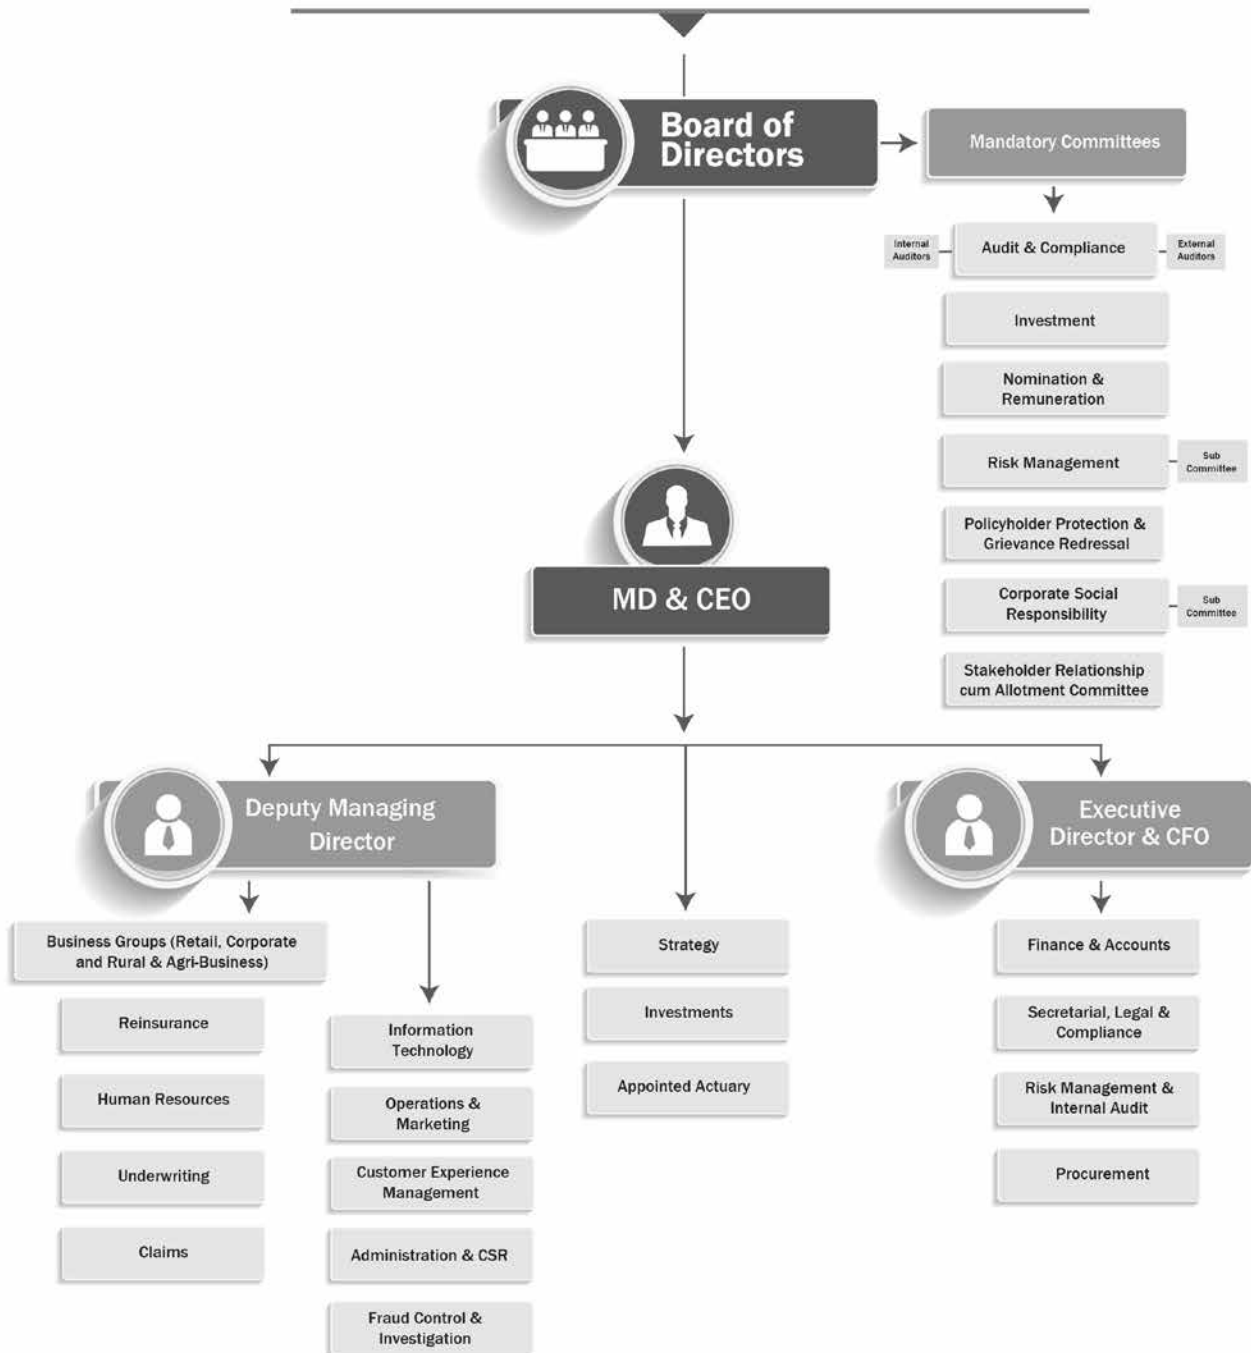 Board of
Directors
Mandatory Committees
Internal
Auditors
Audit & Compliance
External
Auditors
Investment
Nomination &
Remuneration
Risk Management
Sub
Committee
Policyholder Protection &
Grievance Redressal
Corporate Social
Responsibility
Sub
Committee
Stakeholder Relationship
cum Allotment Committee
MD & CEO
Deputy Managing
Director
Executive
Director & CFO
Business Groups (Retail, Corporate
and Rural & Agri-Business)
Reinsurance
Human Resources
Underwriting
Claims
Information
Technology
Operations &
Marketing
Customer Experience
Management
Administration & CSR
Fraud Control &
Investigation
Strategy
Investments
Appointed Actuary
Finance & Accounts
Secretarial, Legal &
Compliance
Risk Management &
Internal Audit
Procurement